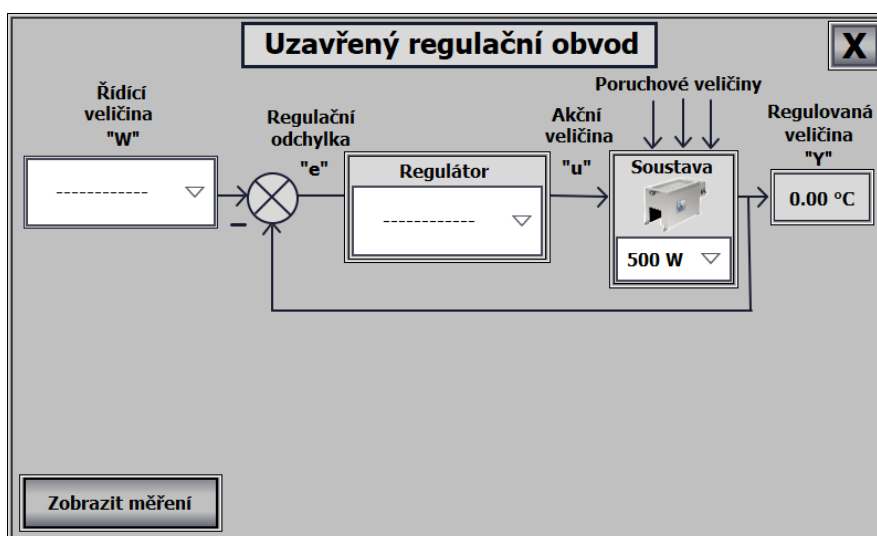 Uzavřený regulační obvod
X
Řídící
veličina
"W"
Regulační
odchylka
"e"
Poruchové veličiny
Akční
veličina
"u"
Regulovaná
veličina
"Y"
------------
–
Regulátor
------------
Soustava
500 W
0.00 °C
Zobrazit měření